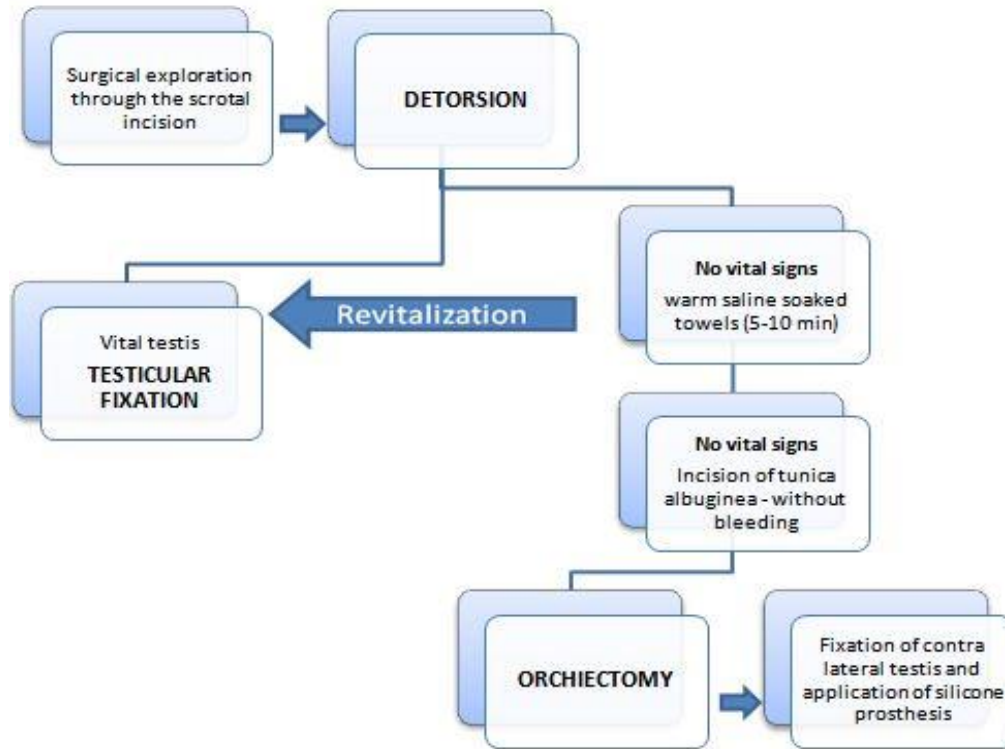 Surgical exploration
through the scrotal
incision
DETORSION
No vital signs
warm saline soaked
towels (5-10 min)
Revitalization
Vital testis
TESTICULAR
FIXATION
No vital signs
Incision of tunica
albuginea - without
bleeding
ORCHIECTOMY
Fixation of contra
lateral testis and
application of silicone
prosthesis